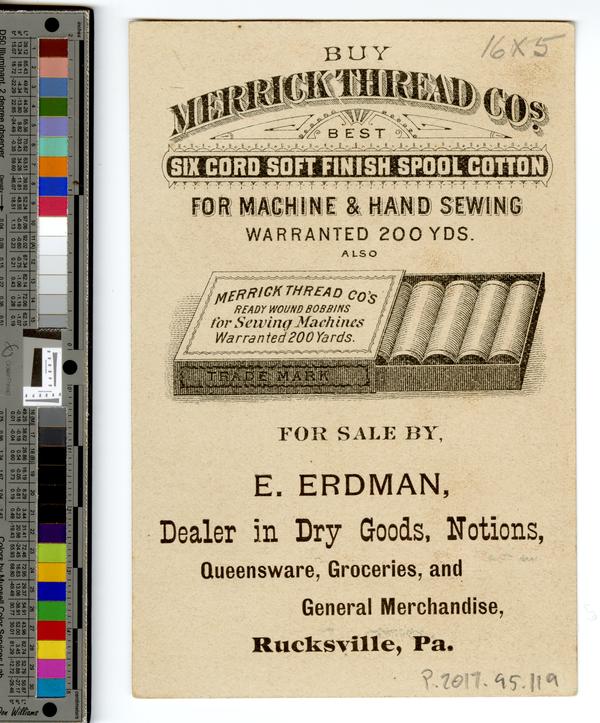 16X5
BUY
MERRICK THREAD CO'S.
BEST
SIX CORD SOFT FINISH SPOOL COTTON
FOR MACHINE & HAND SEWING
WARRANTED 200 YDS.
ALSO
MERRICK THREAD CO'S
READY WOUND BOBBINS
for Sewing Machines
Warranted 200 Yards.
TRADE MARK
FOR SALE BY,
E. ERDMAN,
Dealer in Dry Goods, Notions,
Queensware, Groceries, and
General Merchandise,
Rucksville, Pa.
P.2017.95.119